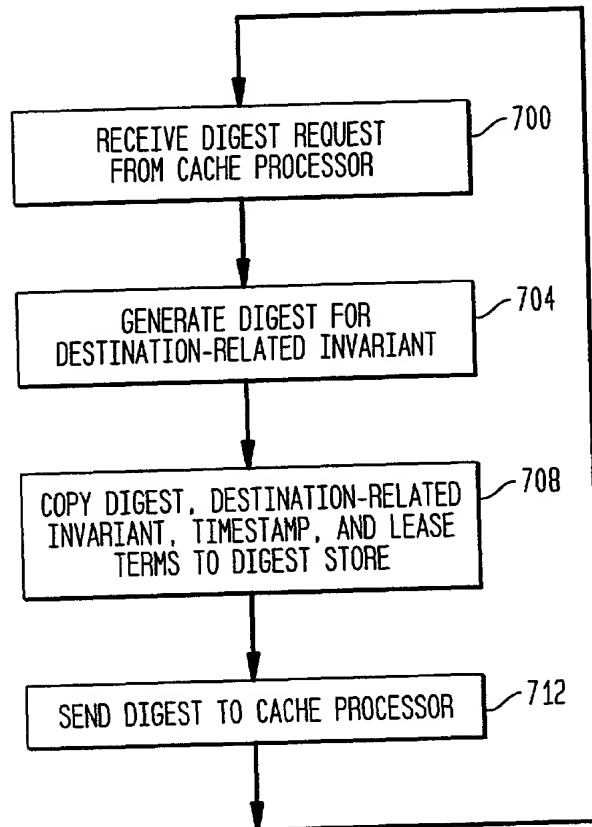 RECEIVE DIGEST REQUEST
FROM CACHE PROCESSOR
700
GENERATE DIGEST FOR
DESTINATION-RELATED INVARIANT
704
COPY DIGEST, DESTINATION-RELATED
INVARIANT, TIMESTAMP, AND LEASE
TERMS TO DIGEST STORE
708
SEND DIGEST TO CACHE PROCESSOR
712